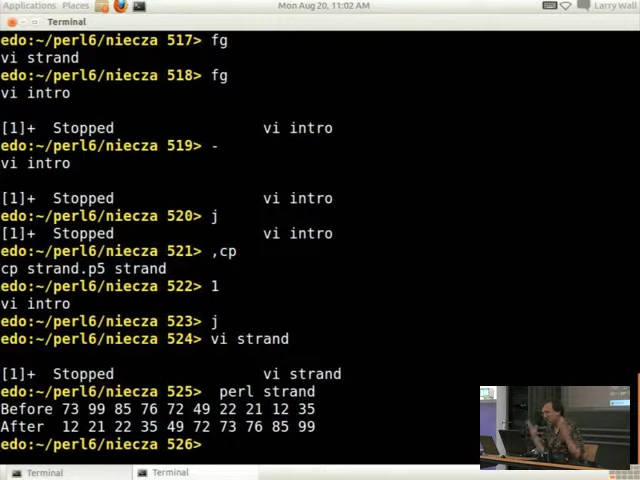 Applications Places Mon Aug 20, 11:02 AM Larry Wall
Terminal
edo:~/perl6/niecza 517> fg
vi strand
edo:~/perl6/niecza 518> fg
vi intro
[1]+ Stopped vi intro
edo:~/perl6/niecza 519> -
vi intro
[1]+ Stopped vi intro
edo:~/perl6/niecza 520> j
[1]+ Stopped vi intro
edo:~/perl6/niecza 521> ,cp
cp strand.p5 strand
edo:~/perl6/niecza 522> 1
vi intro
edo:~/perl6/niecza 523> j
edo:~/perl6/niecza 524> vi strand
[1]+ Stopped vi strand
edo:~/perl6/niecza 525> perl strand
Before 73 99 85 76 72 49 22 21 12 35
After 12 21 22 35 49 72 73 76 85 99
edo:~/perl6/niecza 526>
Terminal Terminal